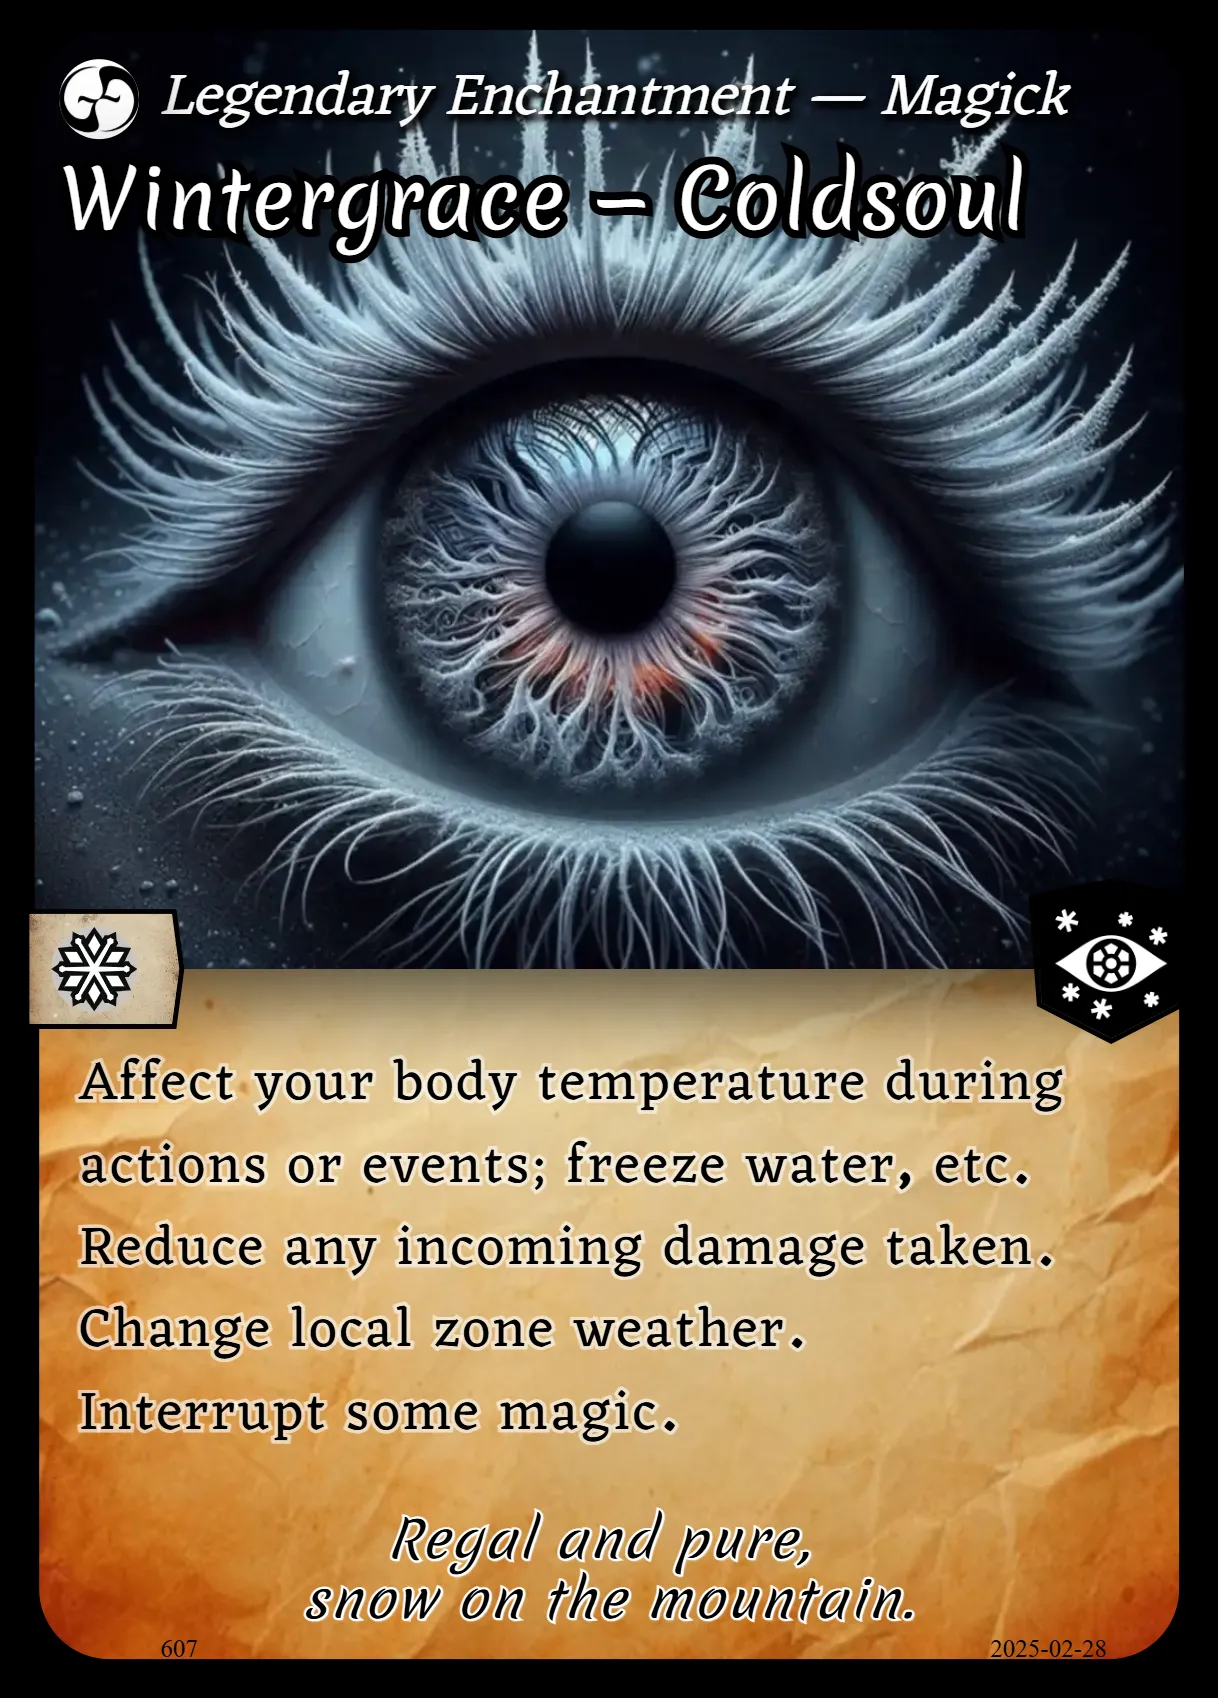 Legendary Enchantment — Magick
Wintergrace – Coldsoul
Affect your body temperature during
actions or events; freeze water, etc.
Reduce any incoming damage taken.
Change local zone weather.
Interrupt some magic.
Regal and pure,
snow on the mountain.
607
2025-02-28